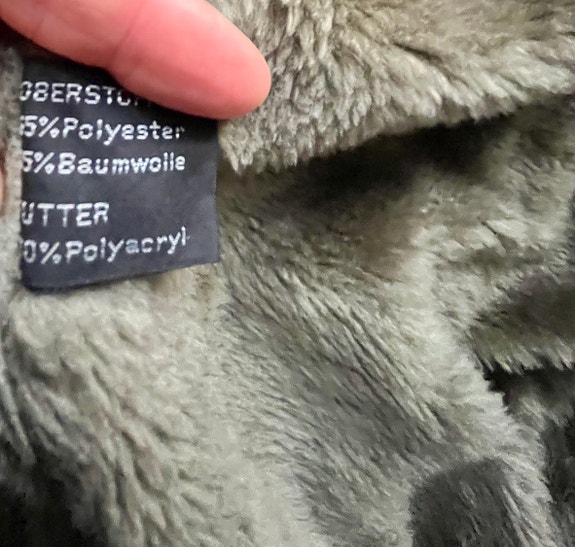 OBERSTO
5%Polyester
5%Baumwolle
UTTER
0%Polyacryl